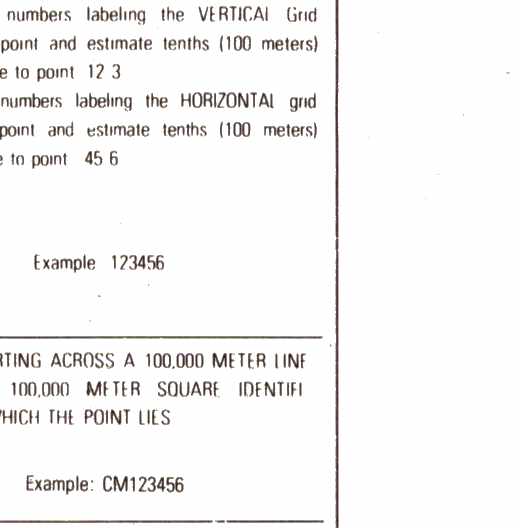 numbers labeling the VERTICAL Grid
point and estimate tenths (100 meters)
e to point 12 3
numbers labeling the HORIZONTAL grid
point and estimate tenths (100 meters)
e to point 45 6
Example 123456
RTING ACROSS A 100,000 METER LINE
100,000 METER SQUARE IDENTIFI
WHICH THE POINT LIES
Example: CM123456